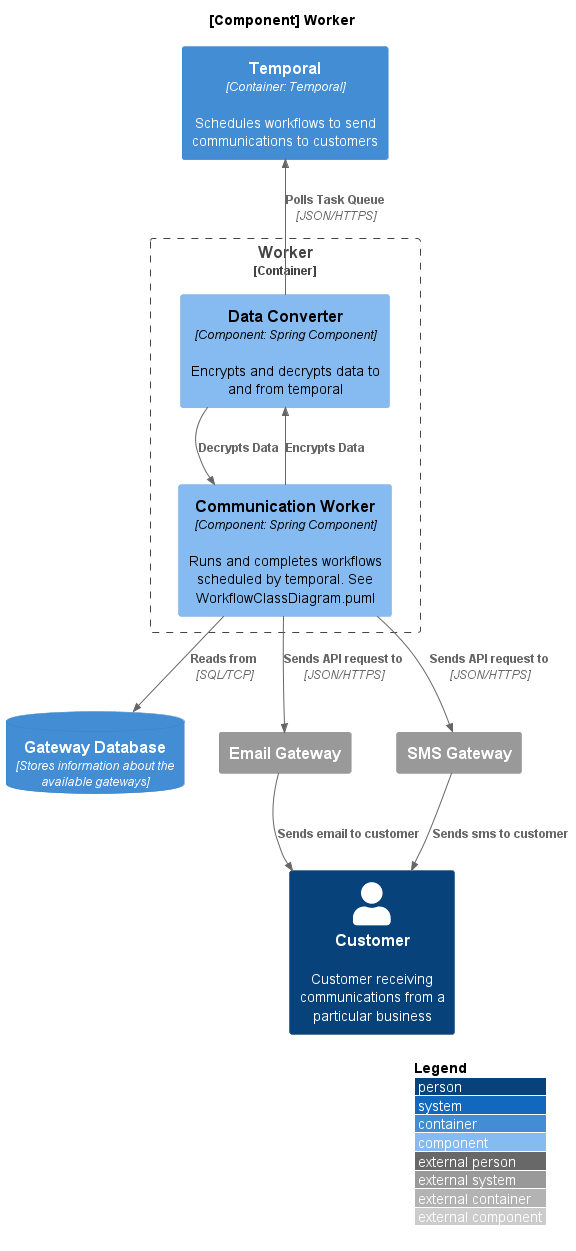 [Component] Worker
Temporal
[Container: Temporal]
Schedules workflows to send
communications to customers
Polls Task Queue
[JSON/HTTPS]
Worker
[Container]
Data Converter
[Component: Spring Component]
Encrypts and decrypts data to
and from temporal
Decrypts Data
Encrypts Data
Communication Worker
[Component: Spring Component]
Runs and completes workflows
scheduled by temporal. See
WorkflowClassDiagram.puml
Reads from
[SQL/TCP]
Sends API request to
[JSON/HTTPS]
Sends API request to
[JSON/HTTPS]
Gateway Database
[Stores information about the
available gateways]
Email Gateway
SMS Gateway
Sends email to customer
Sends sms to customer
Customer
Customer receiving
communications from a
particular business
Legend
person
system
container
component
external person
external system
external container
external component